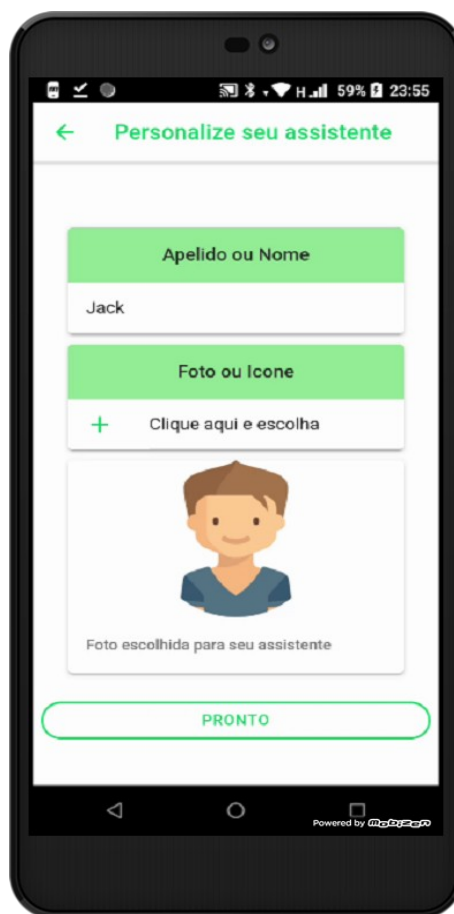 H 59% 23:55
Personalize seu assistente
Apelido ou Nome
Jack
Foto ou Icone
+ Clique aqui e escolha
Foto escolhida para seu assistente
PRONTO
Powered by Mobizen